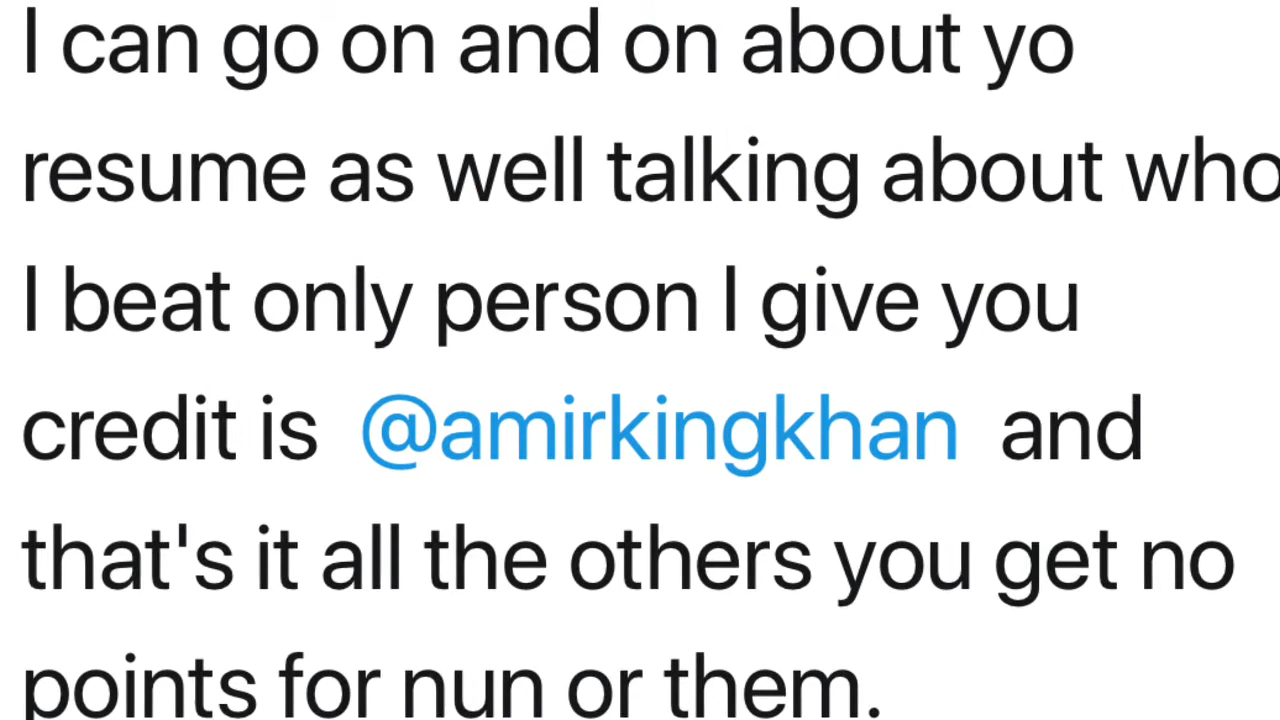 I can go on and on about yo
resume as well talking about who
I beat only person I give you
credit is @amirkingkhan and
that's it all the others you get no
points for nun or them.